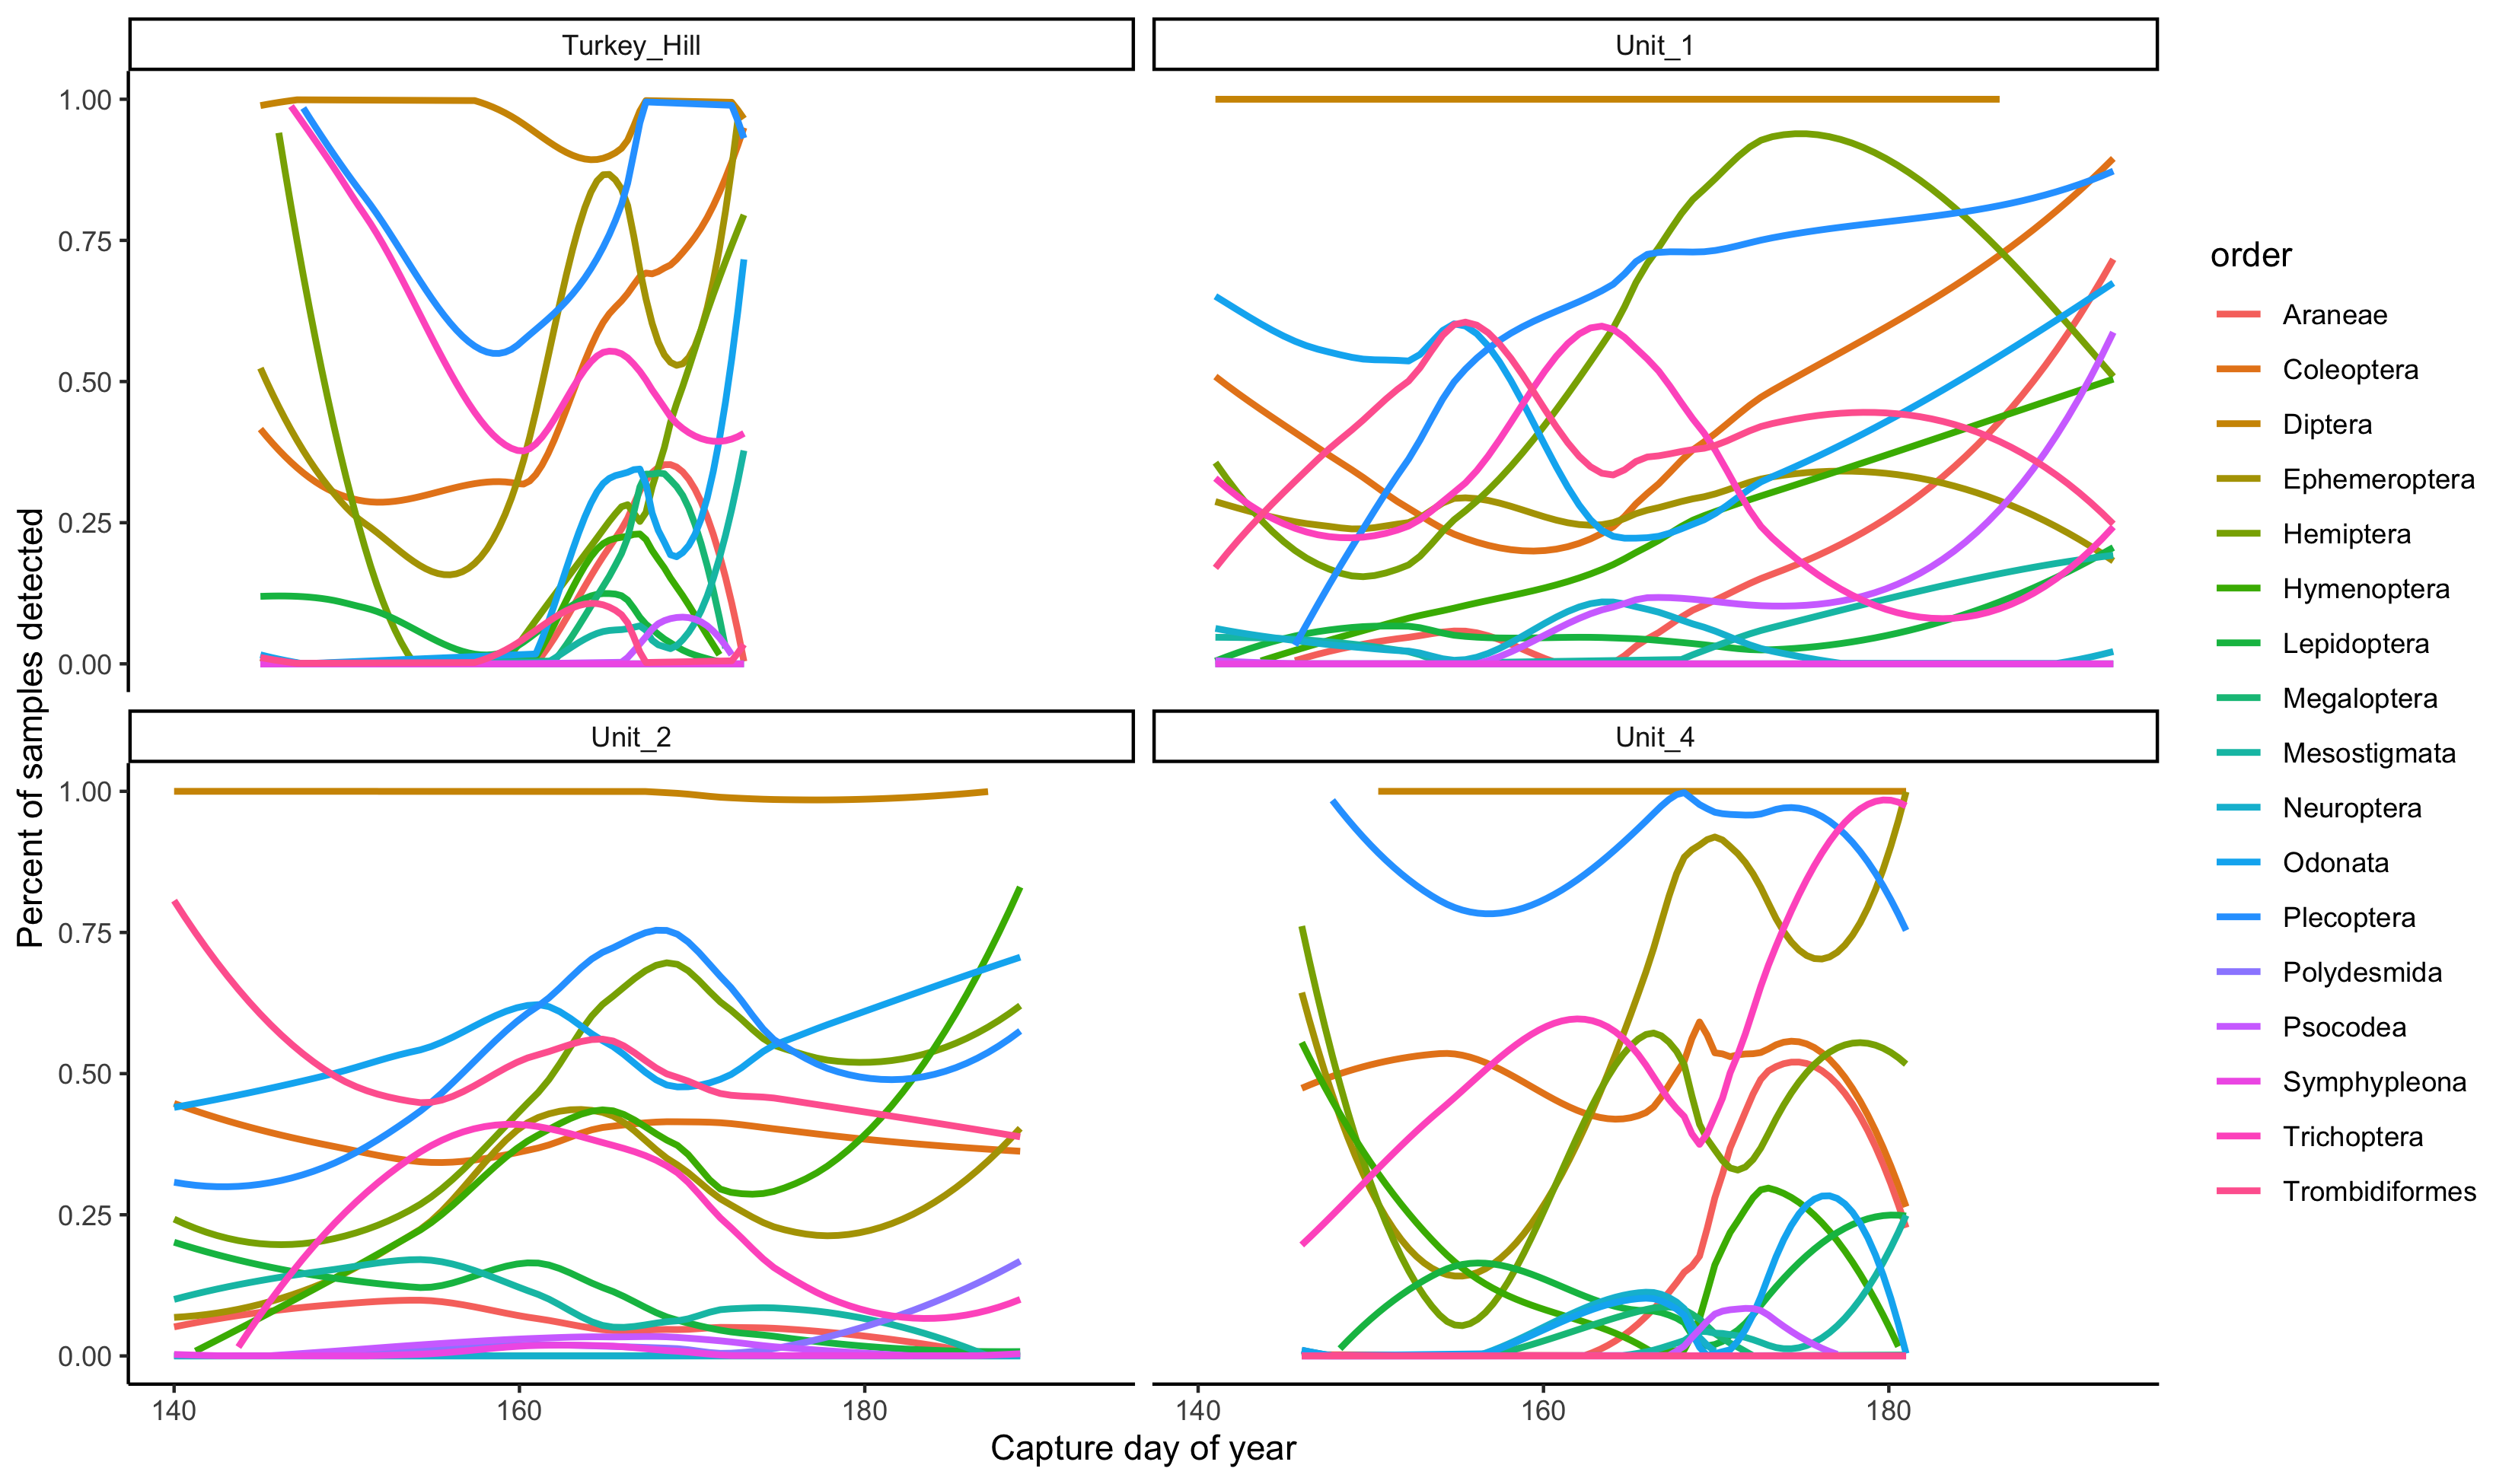 Turkey_Hill
Unit_1
1.00
0.75
0.50
0.25
0.00
Unit_2
Unit_4
1.00
0.75
0.50
0.25
0.00
140
160
180
140
160
180
Capture day of year
Percent of samples detected
order
Araneae
Coleoptera
Diptera
Ephemeroptera
Hemiptera
Hymenoptera
Lepidoptera
Megaloptera
Mesostigmata
Neuroptera
Odonata
Plecoptera
Polydesmida
Psocodea
Symphypleona
Trichoptera
Trombidiformes